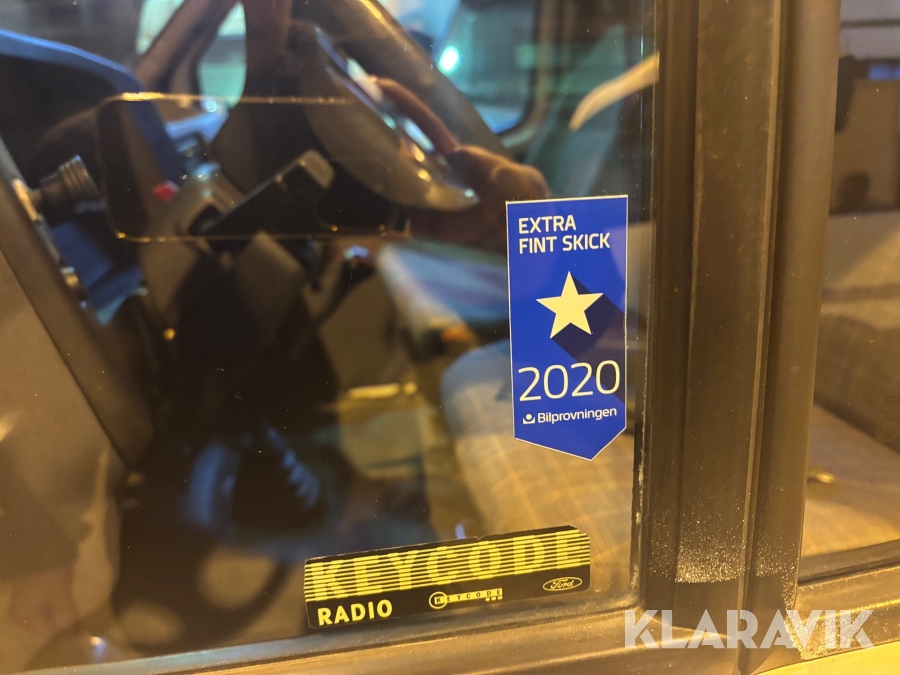 EXTRA
FINT SKICK
2020
Bilprovningen
KEYCODE
RADIO
KEYCODE
Ford
KLARAVIK